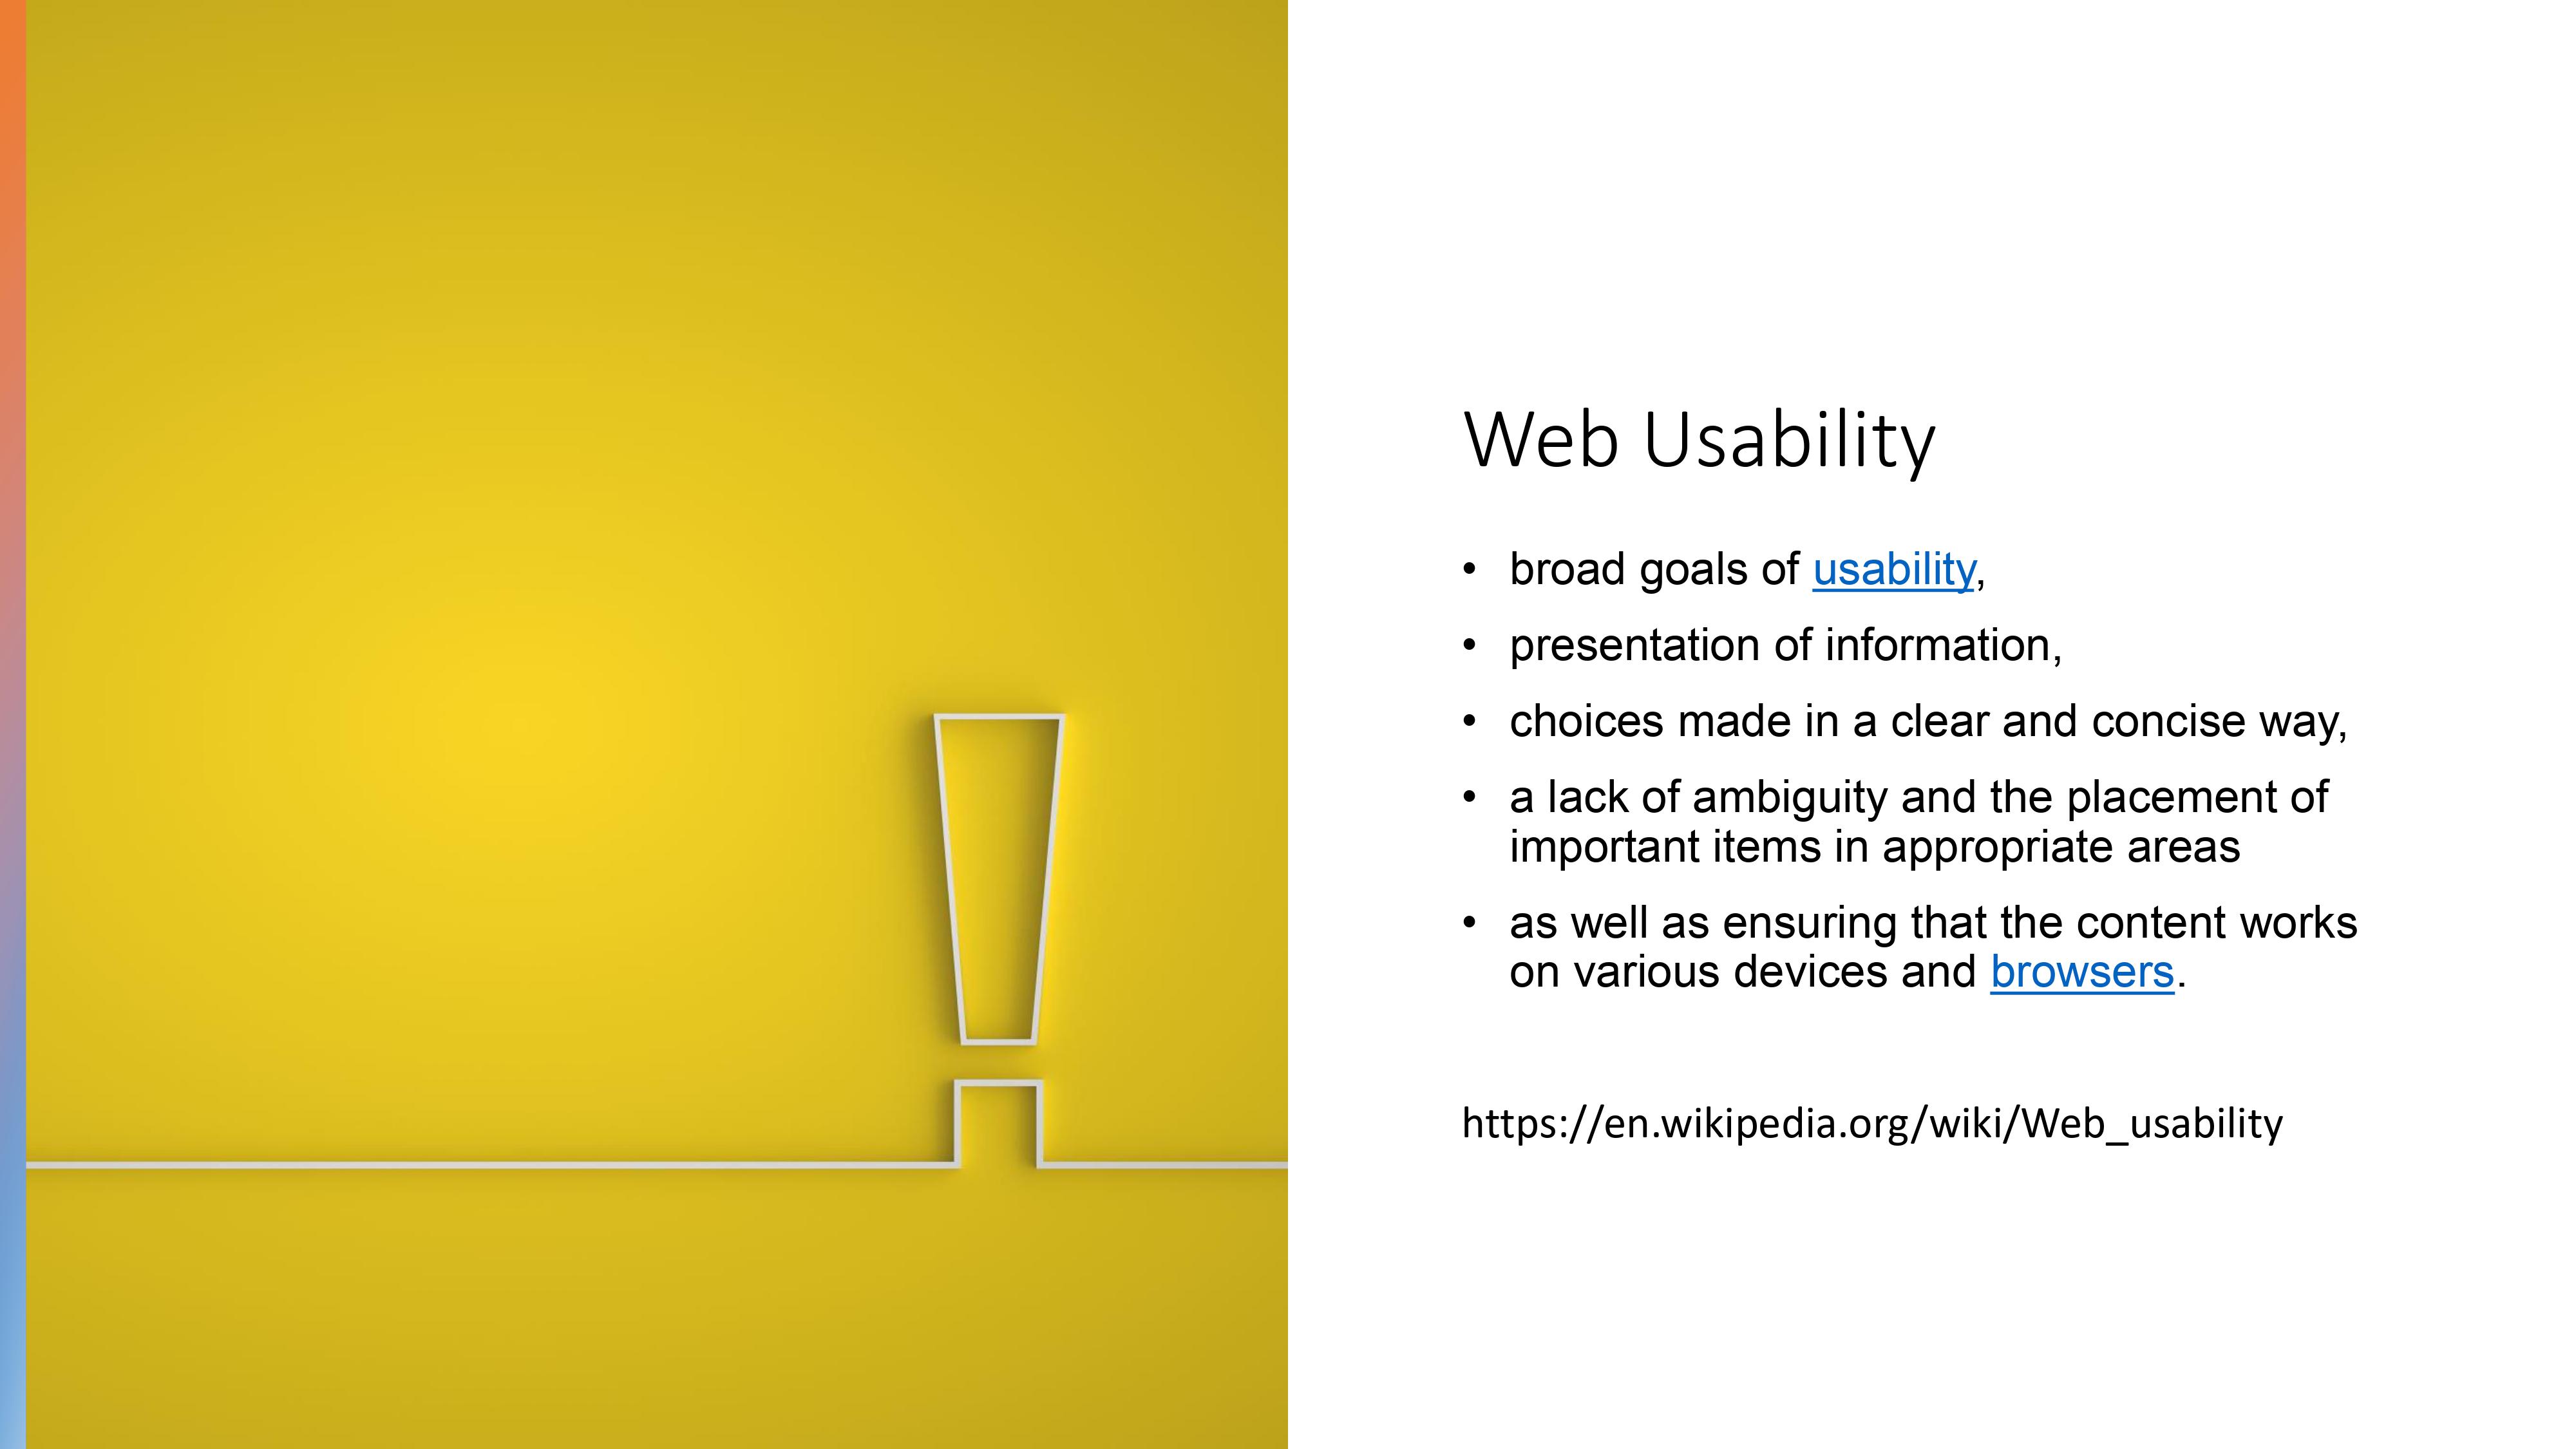 Web Usability
• broad goals of usability,
• presentation of information,
• choices made in a clear and concise way,
• a lack of ambiguity and the placement of
important items in appropriate areas
• as well as ensuring that the content works
on various devices and browsers.
https://en.wikipedia.org/wiki/Web_usability